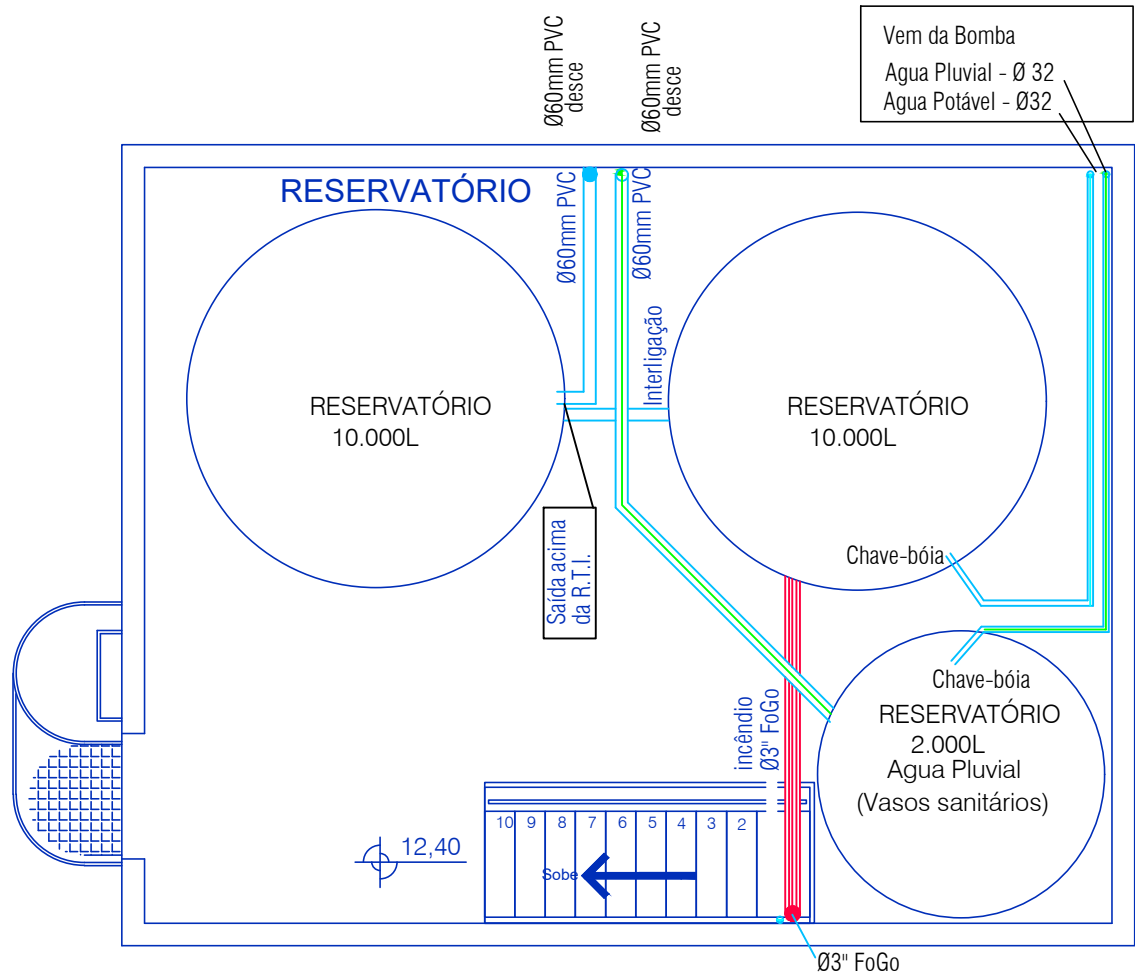 Ø60mm PVC
desce
Ø60mm PVC
desce
Vem da Bomba
Agua Pluvial - Ø 32
Agua Potável - Ø32
RESERVATÓRIO
Ø60mm PVC
Ø60mm PVC
Interligação
RESERVATÓRIO
10.000L
RESERVATÓRIO
10.000L
Saída acima
da R.T.I.
Chave-bóia
Chave-bóia
RESERVATÓRIO
2.000L
Agua Pluvial
(Vasos sanitários)
incêndio
Ø3" FoGo
10 9 8 7 6 5 4 3 2
Sobe
12,40
Ø3" FoGo